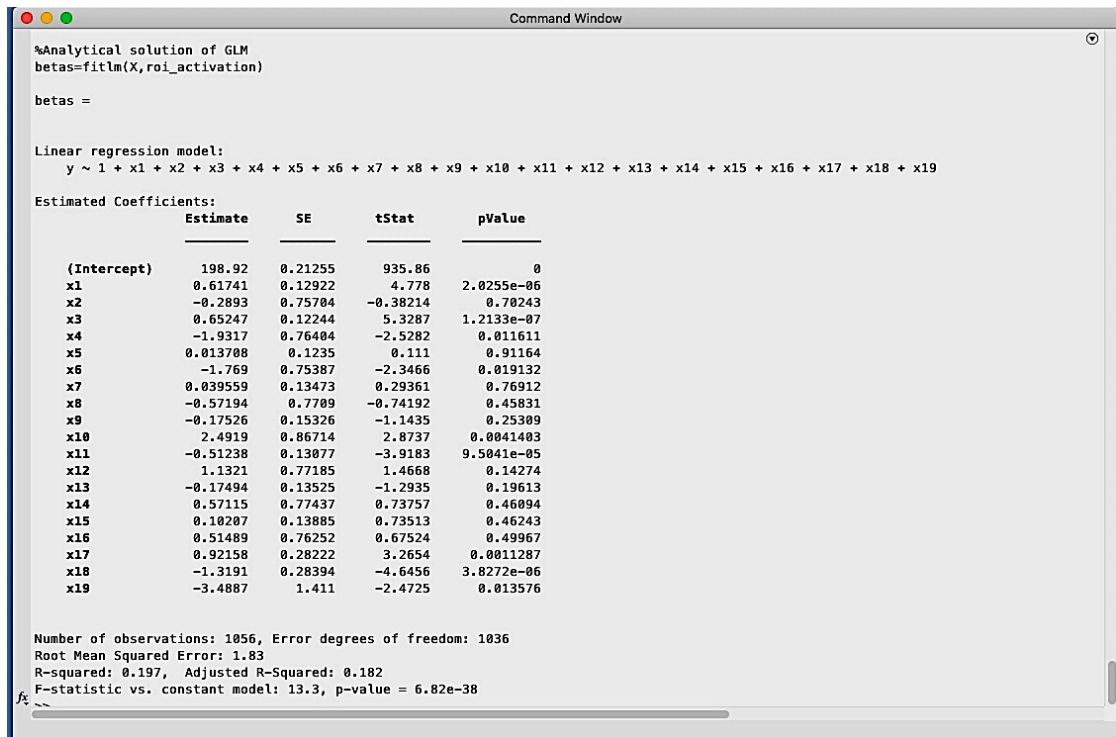 Command Window
%Analytical solution of GLM
betas=fitlm(X,roi_activation)
betas =
Linear regression model:
y ~ 1 + x1 + x2 + x3 + x4 + x5 + x6 + x7 + x8 + x9 + x10 + x11 + x12 + x13 + x14 + x15 + x16 + x17 + x18 + x19
Estimated Coefficients:
Estimate SE tStat pValue
(Intercept) 198.92 0.21255 935.86 0
x1 0.61741 0.12922 4.778 2.0255e-06
x2 -0.2893 0.75704 -0.38214 0.70243
x3 0.65247 0.12244 5.3287 1.2133e-07
x4 -1.9317 0.76404 -2.5282 0.011611
x5 0.013708 0.1235 0.111 0.91164
x6 -1.769 0.75387 -2.3466 0.019132
x7 0.039559 0.13473 0.29361 0.76912
x8 -0.57194 0.7709 -0.74192 0.45831
x9 -0.17526 0.15326 -1.1435 0.25309
x10 2.4919 0.86714 2.8737 0.0041403
x11 -0.51238 0.13077 -3.9183 9.5041e-05
x12 1.1321 0.77185 1.4668 0.14274
x13 -0.17494 0.13525 -1.2935 0.19613
x14 0.57115 0.77437 0.73757 0.46094
x15 0.10207 0.13885 0.73513 0.46243
x16 0.51489 0.76252 0.67524 0.49967
x17 0.92158 0.28222 3.2654 0.0011287
x18 -1.3191 0.28394 -4.6456 3.8272e-06
x19 -3.4887 1.411 -2.4725 0.013576
Number of observations: 1056, Error degrees of freedom: 1036
Root Mean Squared Error: 1.83
R-squared: 0.197, Adjusted R-Squared: 0.182
F-statistic vs. constant model: 13.3, p-value = 6.82e-38
fx >>